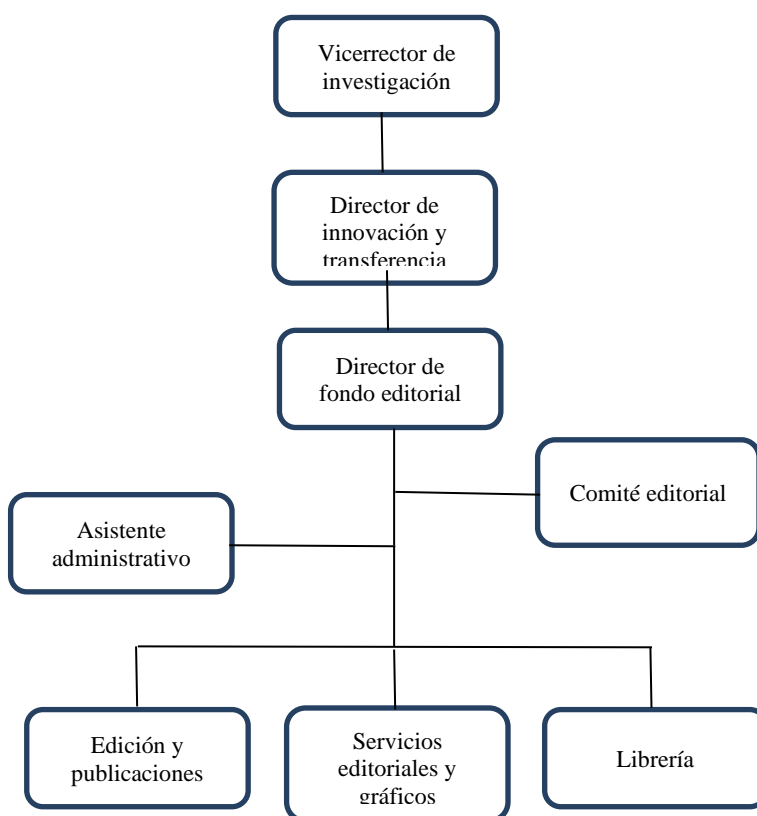 Vicerrector de
investigación
Director de
innovación y
transferencia
Director de
fondo editorial
Comité editorial
Asistente
administrativo
Edición y
publicaciones
Servicios
editoriales y
gráficos
Librería